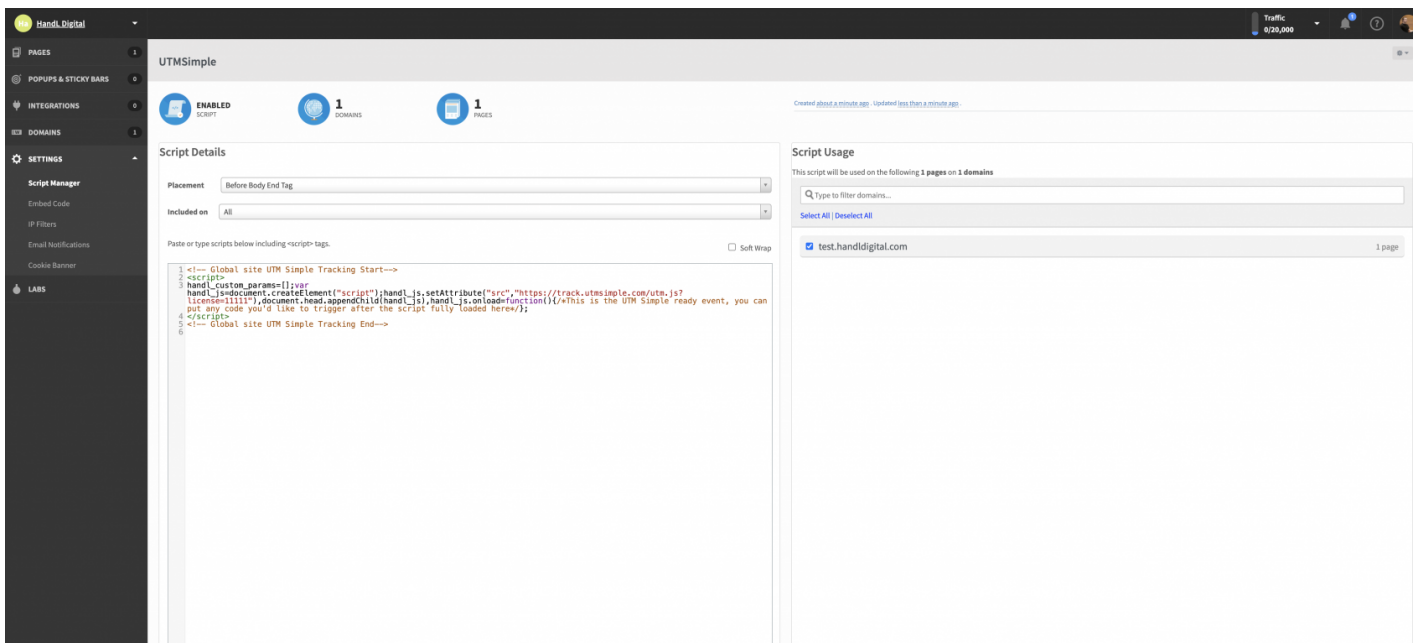 Ha HandL Digital
Traffic
0/20,000
1
PAGES 1
POPUPS & STICKY BARS 0
INTEGRATIONS 0
DOMAINS 1
SETTINGS
Script Manager
Embed Code
IP Filters
Email Notifications
Cookie Banner
LABS
UTMSimple
ENABLED
SCRIPT
1
DOMAINS
1
PAGES
Created about a minute ago . Updated less than a minute ago .
Script Details
Placement Before Body End Tag
Included on All
Paste or type scripts below including <script> tags.
Soft Wrap
1 <!-- Global site UTM Simple Tracking Start-->
2 <script>
3 handl_custom_params=[];var
handl_js=document.createElement("script");handl_js.setAttribute("src","https://track.utmsimple.com/utm.js?
license=11111"),document.head.appendChild(handl_js),handl_js.onload=function(){/*This is the UTM Simple ready event, you can
put any code you'd like to trigger after the script fully loaded here*/};
4 </script>
5 <!-- Global site UTM Simple Tracking End-->
6
Script Usage
This script will be used on the following 1 pages on 1 domains
Type to filter domains...
Select All | Deselect All
test.handldigital.com 1 page